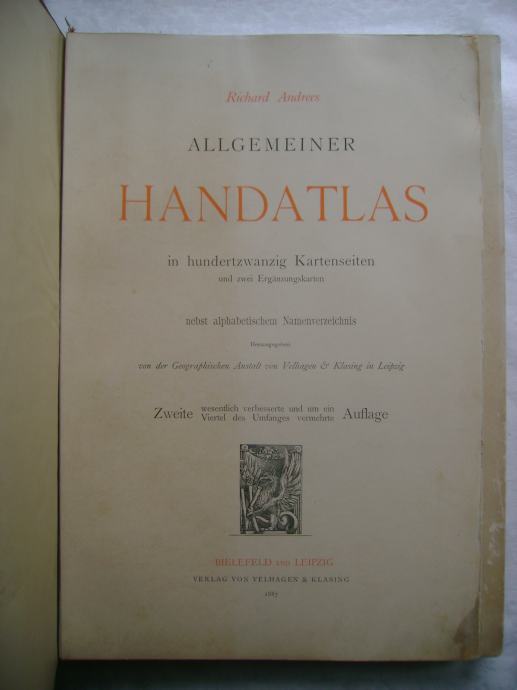 Richard Andrees
ALLGEMEINER
HANDATLAS
in hundertzwanzig Kartenseiten
und zwei Ergänzungskarten
nebst alphabetischem Namenverzeichnis
Herausgegeben
von der Geographischen Anstalt von Velhagen & Klasing in Leipzig
Zweite wesentlich verbesserte und um ein Viertel des Umfanges vermehrte Auflage
BIELEFELD UND LEIPZIG
VERLAG VON VELHAGEN & KLASING
1887